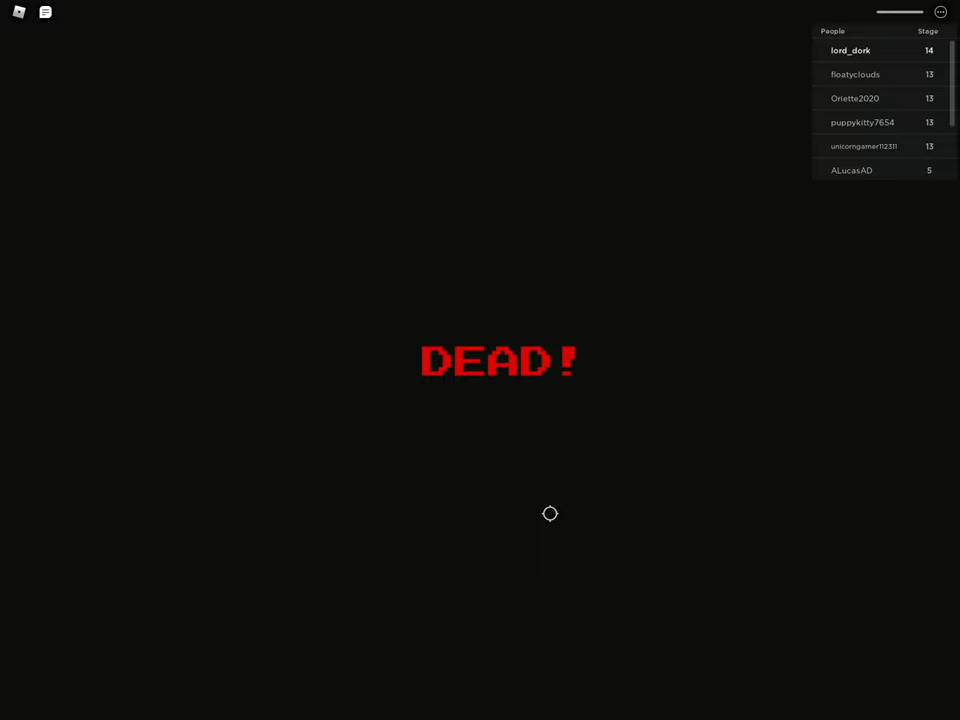 People Stage
lord_dork 14
floatyclouds 13
Oriette2020 13
puppykitty7654 13
unicorngamer112311 13
ALucasAD 5
DEAD!